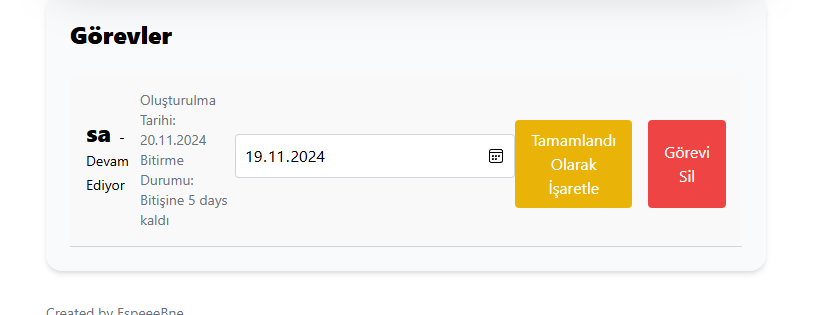 Görevler
sa -
Devam
Ediyor
Oluşturulma
Tarihi:
20.11.2024
Bitirme
Durumu:
Bitişine 5 days
kaldı
19.11.2024
Tamamlandı
Olarak
İşaretle
Görevi
Sil
Created by EspeeeBne